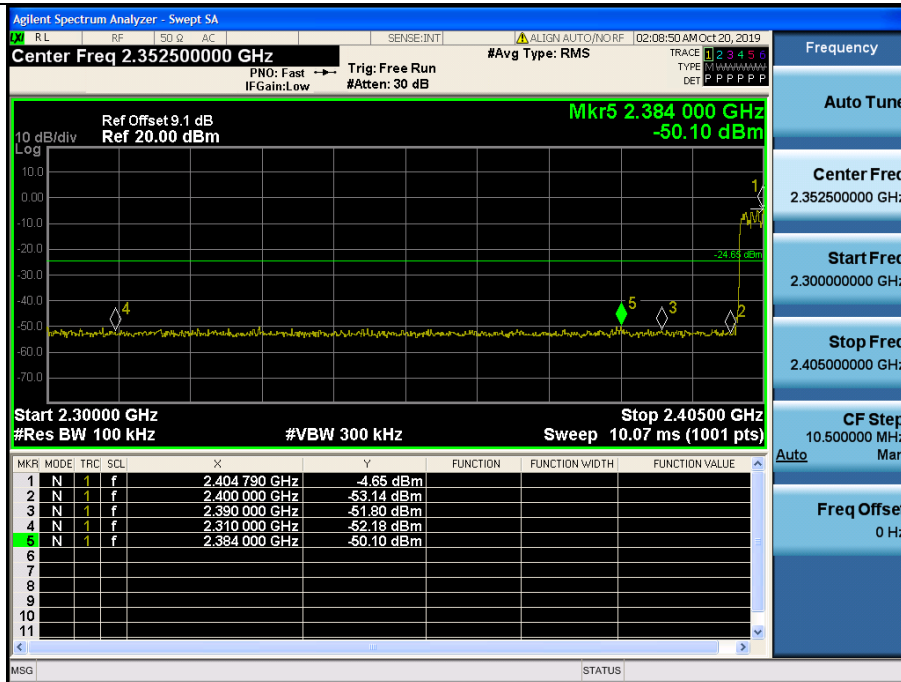 Agilent Spectrum Analyzer - Swept SA
LXI RL RF 50 Ω AC SENSE:INT ALIGN AUTO/NO RF 02:08:50 AM Oct 20, 2019
Center Freq 2.352500000 GHz
#Avg Type: RMS
TRACE 1 2 3 4 5 6
PNO: Fast Trig: Free Run
TYPE M
IFGain:Low #Atten: 30 dB
DET P P P P P P
Mkr5 2.384 000 GHz
-50.10 dBm
Ref Offset 9.1 dB
10 dB/div Ref 20.00 dBm
Log
10.0
0.00
-10.0
-20.0
-30.0
-40.0
-50.0
-60.0
-70.0
1
-24.65 dBm
4
5
3
2
Start 2.30000 GHz Stop 2.40500 GHz
#Res BW 100 kHz #VBW 300 kHz Sweep 10.07 ms (1001 pts)
MKR MODE TRC SCL X Y FUNCTION FUNCTION WIDTH FUNCTION VALUE
1 N 1 f 2.404 790 GHz -4.65 dBm
2 N 1 f 2.400 000 GHz -53.14 dBm
3 N 1 f 2.390 000 GHz -51.80 dBm
4 N 1 f 2.310 000 GHz -52.18 dBm
5 N 1 f 2.384 000 GHz -50.10 dBm
6
7
8
9
10
11
MSG STATUS
Frequency
Auto Tune
Center Freq
2.352500000 GHz
Start Freq
2.300000000 GHz
Stop Freq
2.405000000 GHz
CF Step
10.500000 MHz
Auto Man
Freq Offset
0 Hz